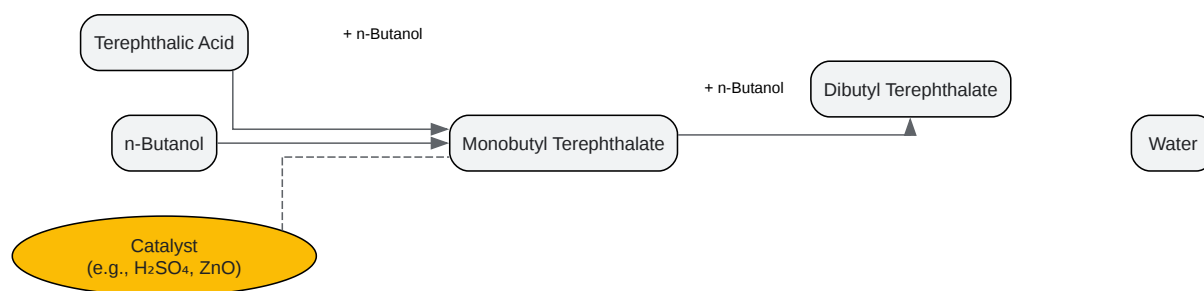 Terephthalic Acid
+ n-Butanol
+ n-Butanol
Dibutyl Terephthalate
n-Butanol
Monobutyl Terephthalate
Water
Catalyst
(e.g., H₂SO₄, ZnO)